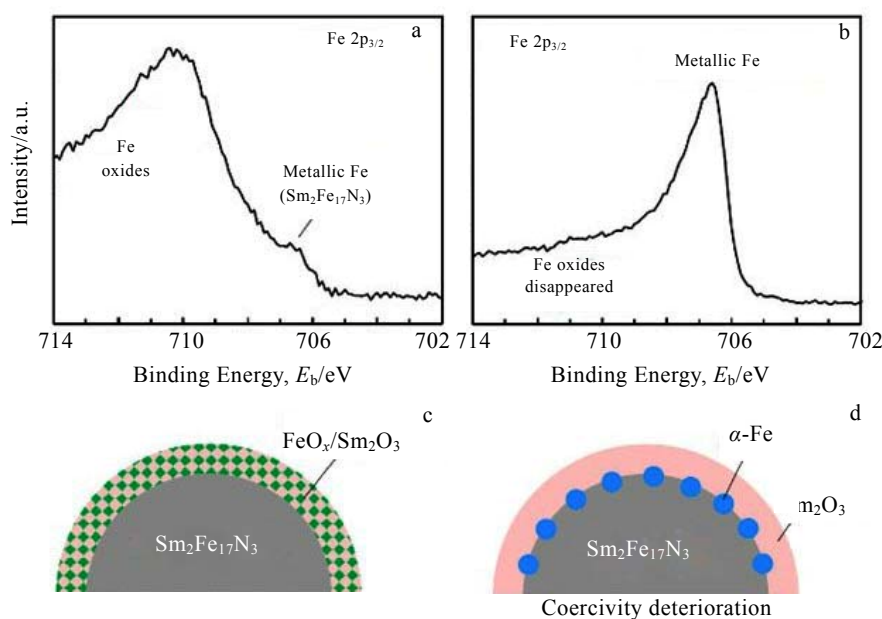 a
Fe 2p3/2
Fe
oxides
Metallic Fe
(Sm2Fe17N3)
Intensity/a.u.
714 710 706 702
Binding Energy, Eb/eV
b
Fe 2p3/2
Metallic Fe
Fe oxides
disappeared
714 710 706 702
Binding Energy, Eb/eV
c
FeOx/Sm2O3
Sm2Fe17N3
d
α-Fe
m2O3
Sm2Fe17N3
Coercivity deterioration